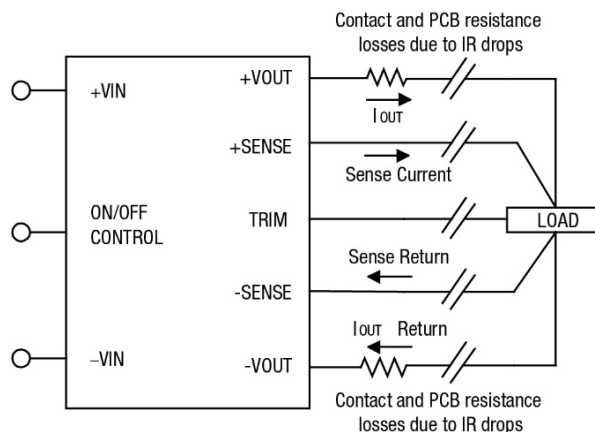 Contact and PCB resistance
losses due to IR drops
+VOUT
+VIN
IOUT
+SENSE
Sense Current
ON/OFF
CONTROL
TRIM
LOAD
Sense Return
-SENSE
IOUT Return
−VIN
-VOUT
Contact and PCB resistance
losses due to IR drops